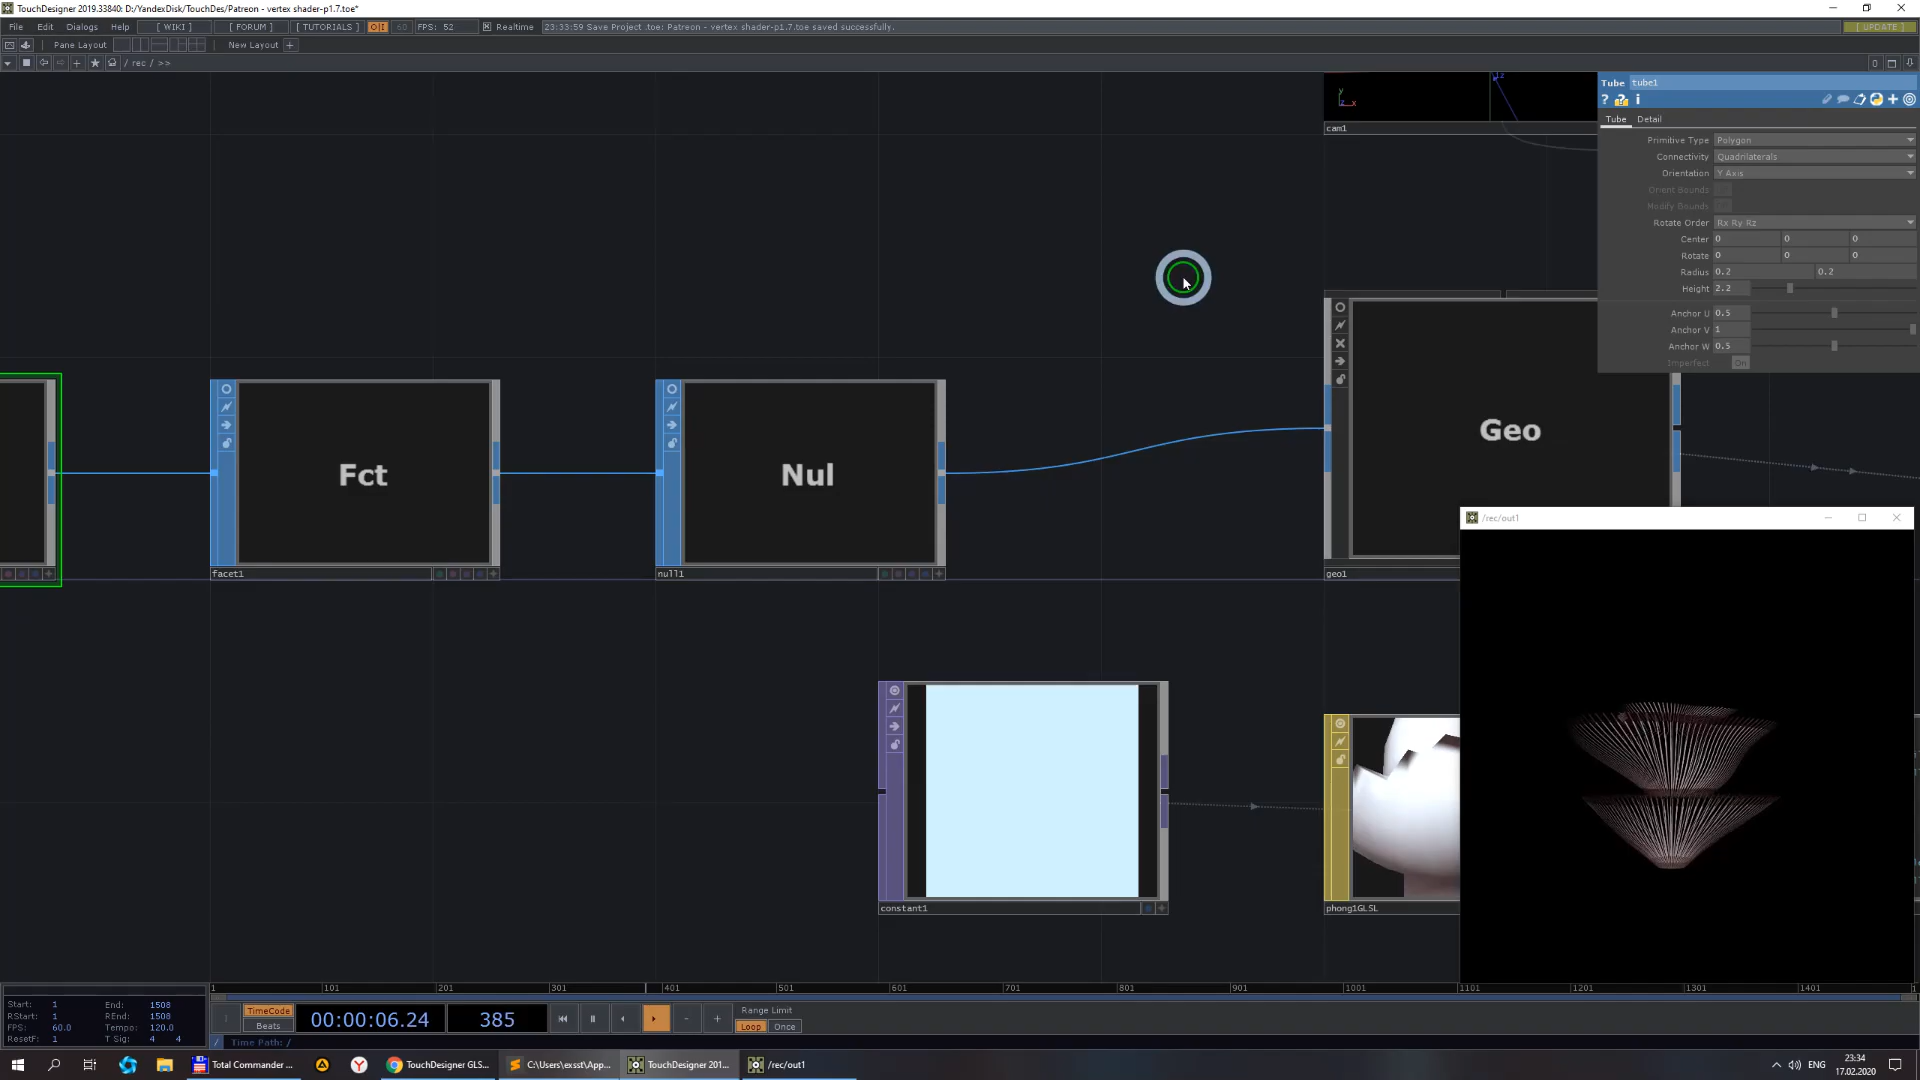 TouchDesigner 2019.33840: D:/YandexDisk/TouchDes/Patreon - vertex shader-p1.7.toe*
File Edit Dialogs Help [ WIKI ] [ FORUM ] [ TUTORIALS ] O|I 60 FPS: 52 Realtime 23:33:59 Save Project .toe: Patreon - vertex shader-p1.7.toe saved successfully. [ UPDATE ]
Pane Layout New Layout +
/ rec / >> 0
Tube tube1
? i
Tube Detail
Primitive Type Polygon
Connectivity Quadrilaterals
Orientation Y Axis
Orient Bounds
Modify Bounds
Rotate Order Rx Ry Rz
Center 0 0 0
Rotate 0 0 0
Radius 0.2 0.2
Height 2.2
Anchor U 0.5
Anchor V 1
Anchor W 0.5
Imperfect On
y
z x
cam1
Fct
facet1
Nul
null1
Geo
geo1
/rec/out1
constant1
phong1GLSL
Start: 1 End: 1508
RStart: 1 REnd: 1508
FPS: 60.0 Tempo: 120.0
ResetF: 1 T Sig: 4 4
1 101 201 301 401 501 601 701 801 901 1001 1101 1201 1301 1401
TimeCode
Beats
00:00:06.24 385
Range Limit
Loop Once
/ Time Path: /
Total Commander ... TouchDesigner GLS... C:\Users\exsst\App... TouchDesigner 201... /rec/out1
ENG
23:34
17.02.2020